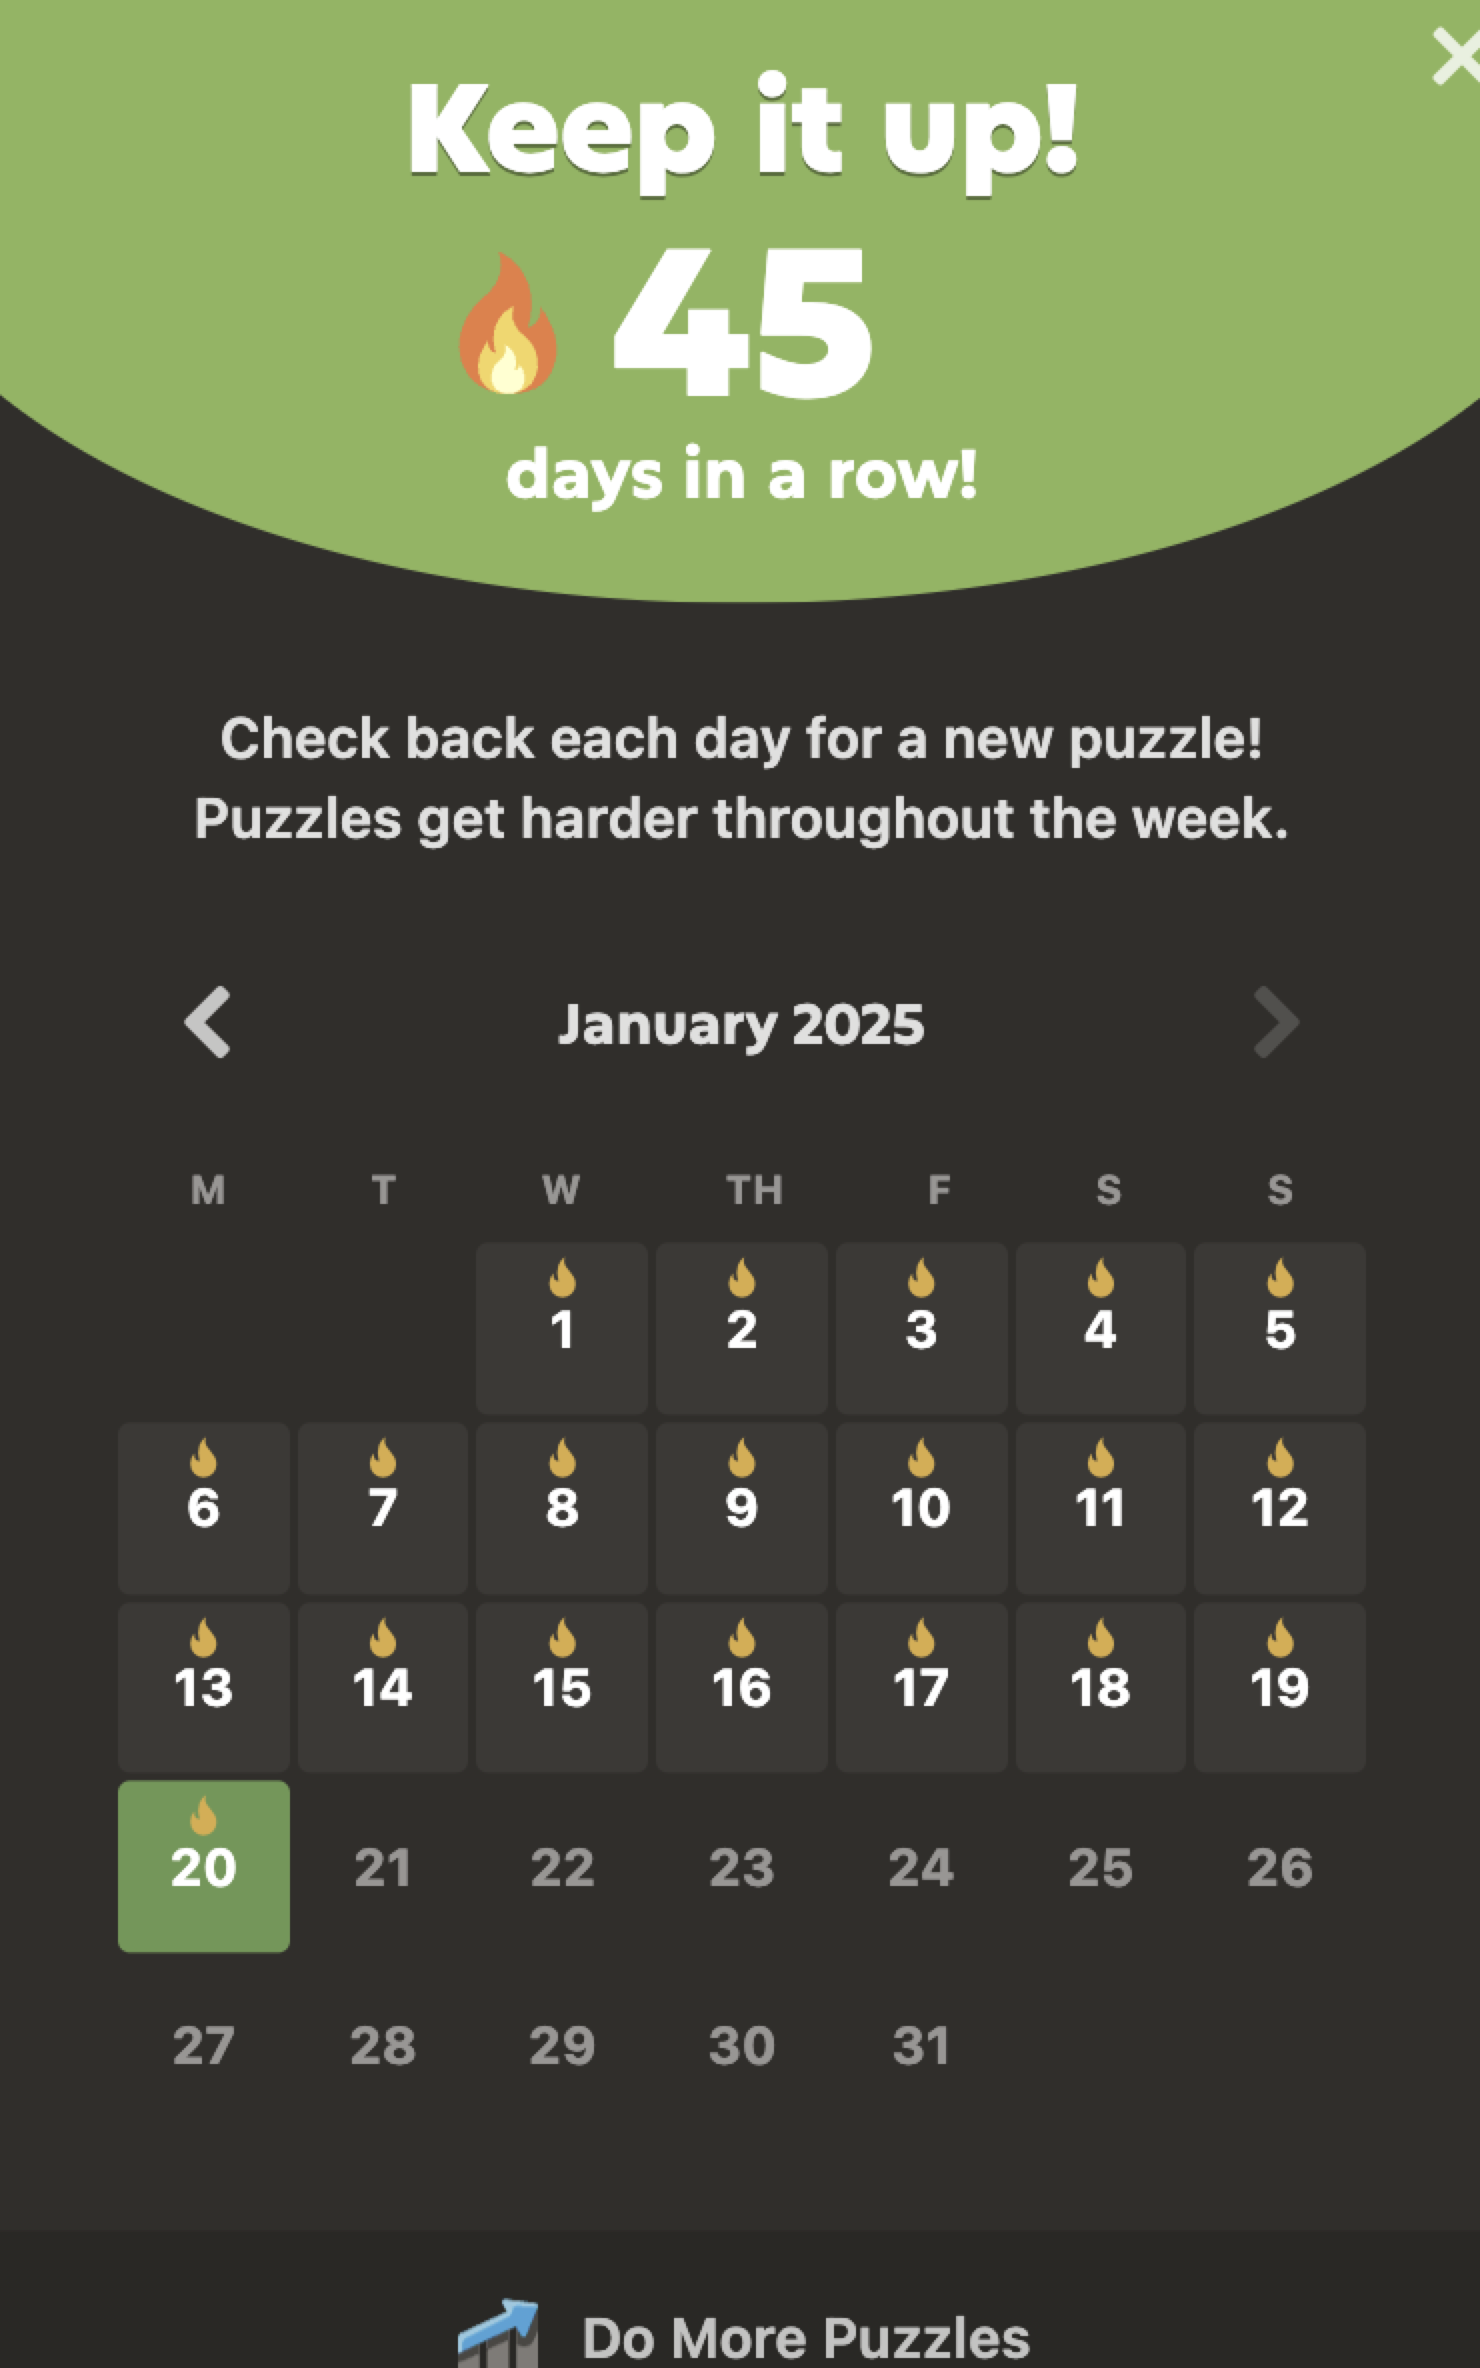 Keep it up!
45
days in a row!
Check back each day for a new puzzle!
Puzzles get harder throughout the week.
January 2025
M T W TH F S S
1 2 3 4 5
6 7 8 9 10 11 12
13 14 15 16 17 18 19
20 21 22 23 24 25 26
27 28 29 30 31
Do More Puzzles